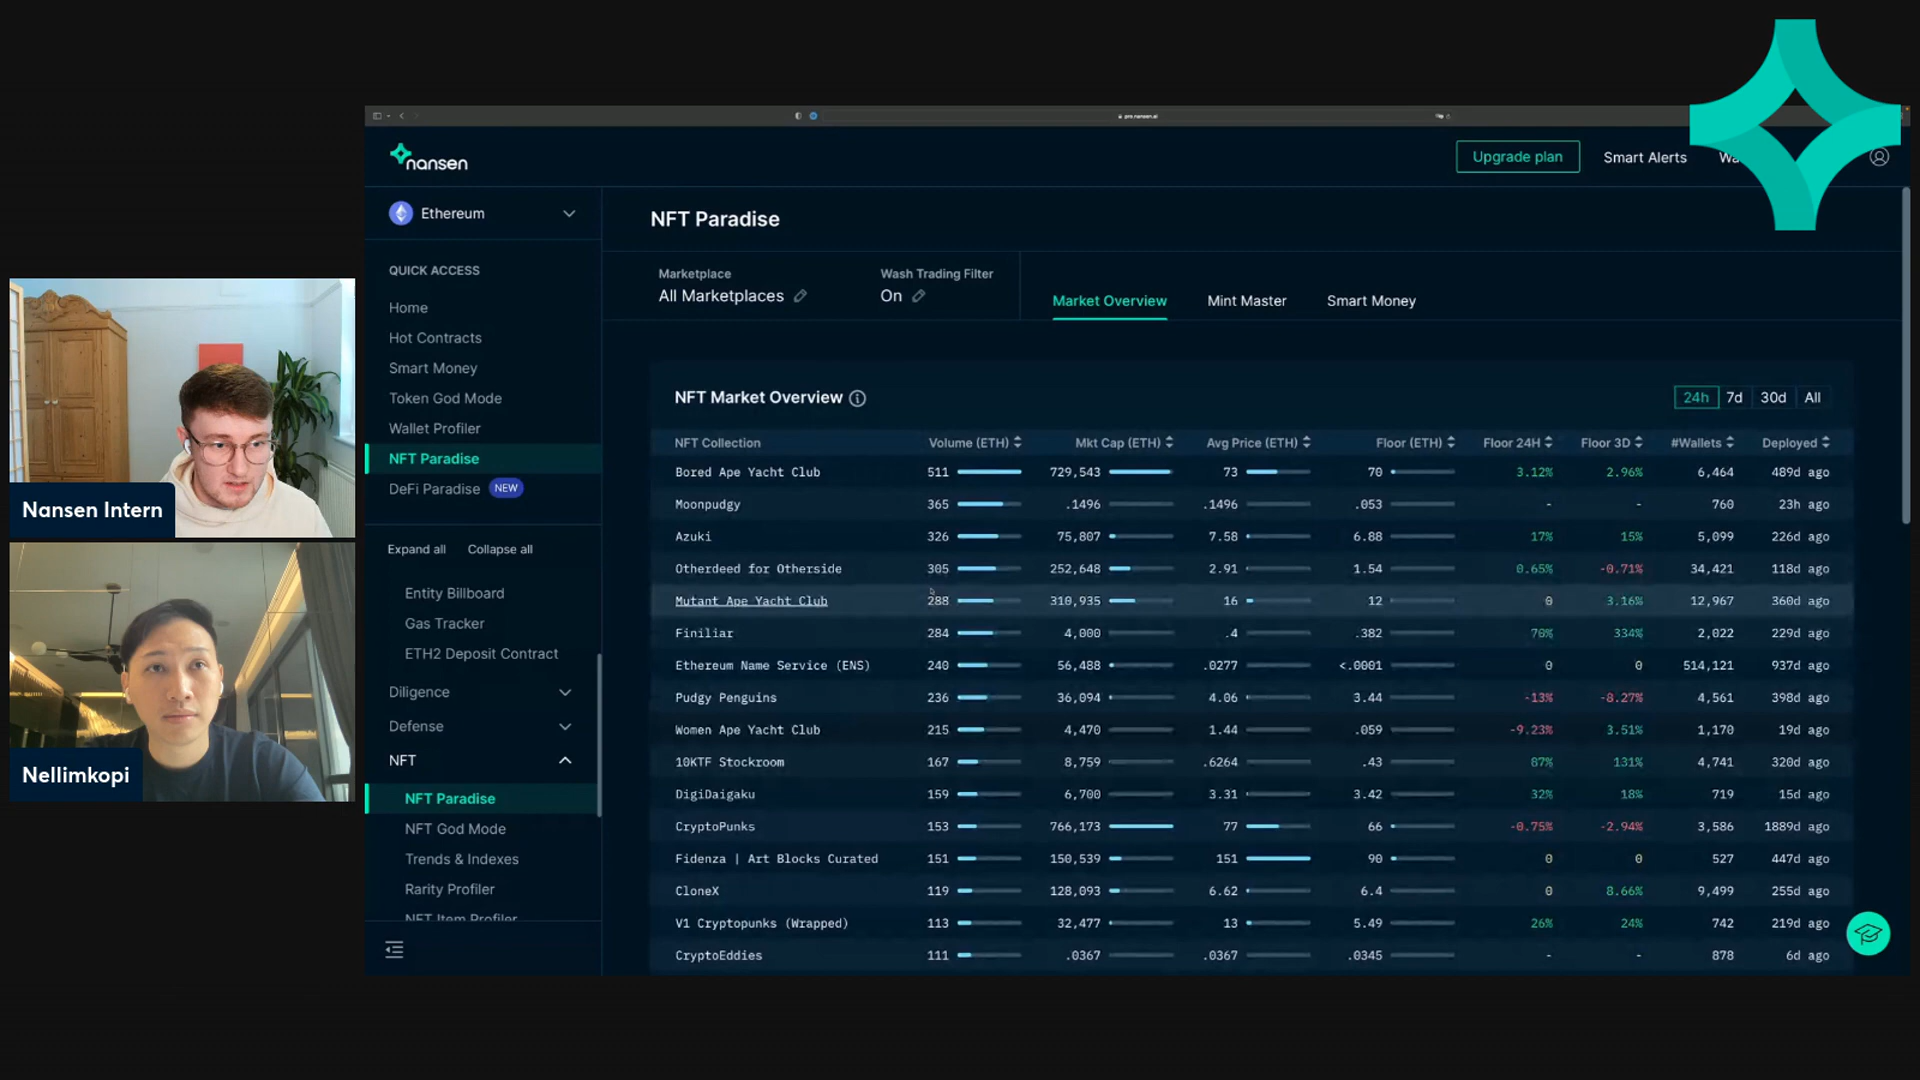 nansen
Upgrade plan
Smart Alerts
Ethereum
NFT Paradise
QUICK ACCESS
Marketplace
Wash Trading Filter
All Marketplaces
On
Market Overview
Mint Master
Smart Money
Home
Hot Contracts
Smart Money
Token God Mode
Wallet Profiler
NFT Paradise
DeFi Paradise NEW
Expand all Collapse all
Entity Billboard
Gas Tracker
ETH2 Deposit Contract
Diligence
Defense
NFT
NFT Paradise
NFT God Mode
Trends & Indexes
Rarity Profiler
NFT Item Profiler
NFT Market Overview
24h 7d 30d All
NFT Collection Volume (ETH) Mkt Cap (ETH) Avg Price (ETH) Floor (ETH) Floor 24H Floor 3D #Wallets Deployed
Bored Ape Yacht Club 511 729,543 73 70 3.12% 2.96% 6,464 489d ago
Moonpudgy 365 .1496 .1496 .053 - - 760 23h ago
Azuki 326 75,807 7.58 6.88 17% 15% 5,099 226d ago
Otherdeed for Otherside 305 252,648 2.91 1.54 0.65% -0.71% 34,421 118d ago
Mutant Ape Yacht Club 288 310,935 16 12 0 3.16% 12,967 360d ago
Finiliar 284 4,000 .4 .382 70% 334% 2,022 229d ago
Ethereum Name Service (ENS) 240 56,488 .0277 <.0001 0 0 514,121 937d ago
Pudgy Penguins 236 36,094 4.06 3.44 -13% -8.27% 4,561 398d ago
Women Ape Yacht Club 215 4,470 1.44 .059 -9.23% 3.51% 1,170 19d ago
10KTF Stockroom 167 8,759 .6264 .43 87% 131% 4,741 320d ago
DigiDaigaku 159 6,700 3.31 3.42 32% 18% 719 15d ago
CryptoPunks 153 766,173 77 66 -0.75% -2.94% 3,586 1889d ago
Fidenza | Art Blocks Curated 151 150,539 151 90 0 0 527 447d ago
CloneX 119 128,093 6.62 6.4 0 8.66% 9,499 255d ago
V1 Cryptopunks (Wrapped) 113 32,477 13 5.49 26% 24% 742 219d ago
CryptoEddies 111 .0367 .0367 .0345 - - 878 6d ago
Nansen Intern
Nellimkopi